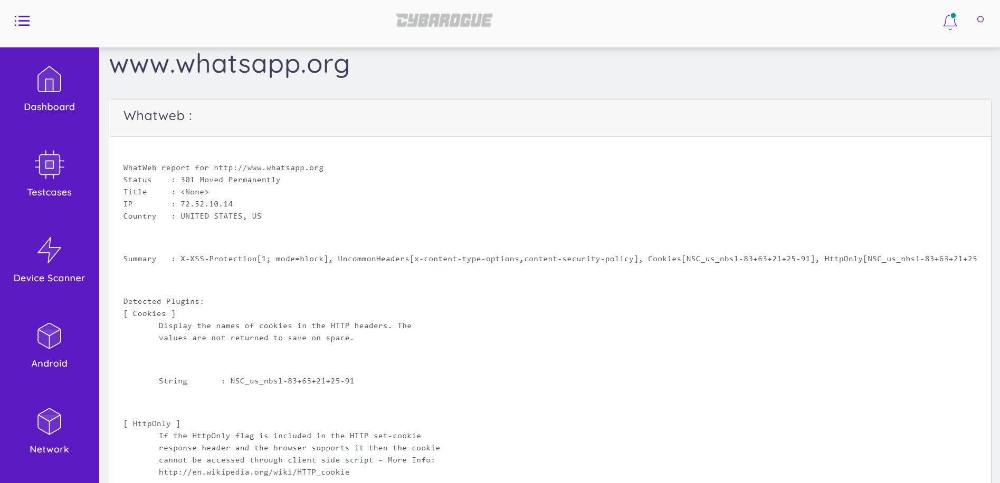 CYBAROGUE
www.whatsapp.org
Dashboard
Testcases
Device Scanner
Android
Network
Whatweb :
WhatWeb report for http://www.whatsapp.org
Status : 301 Moved Permanently
Title : <None>
IP : 72.52.10.14
Country : UNITED STATES, US
Summary : X-XSS-Protection[1; mode=block], UncommonHeaders[x-content-type-options,content-security-policy], Cookies[NSC_us_nbsl-83+63+21+25-91], HttpOnly[NSC_us_nbsl-83+63+21+25
Detected Plugins:
[ Cookies ]
Display the names of cookies in the HTTP headers. The
values are not returned to save on space.
String : NSC_us_nbsl-83+63+21+25-91
[ HttpOnly ]
If the HttpOnly flag is included in the HTTP set-cookie
response header and the browser supports it then the cookie
cannot be accessed through client side script - More Info:
http://en.wikipedia.org/wiki/HTTP_cookie